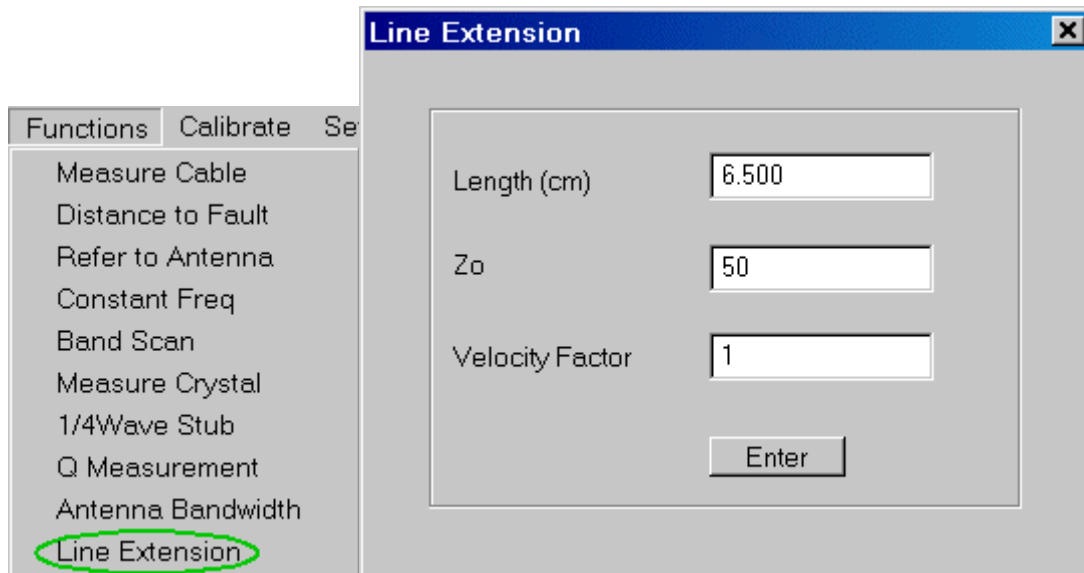 Line Extension
Functions Calibrate Se
Measure Cable
Distance to Fault
Refer to Antenna
Constant Freq
Band Scan
Measure Crystal
1/4Wave Stub
Q Measurement
Antenna Bandwidth
Line Extension
Length (cm) 6.500
Zo 50
Velocity Factor 1
Enter